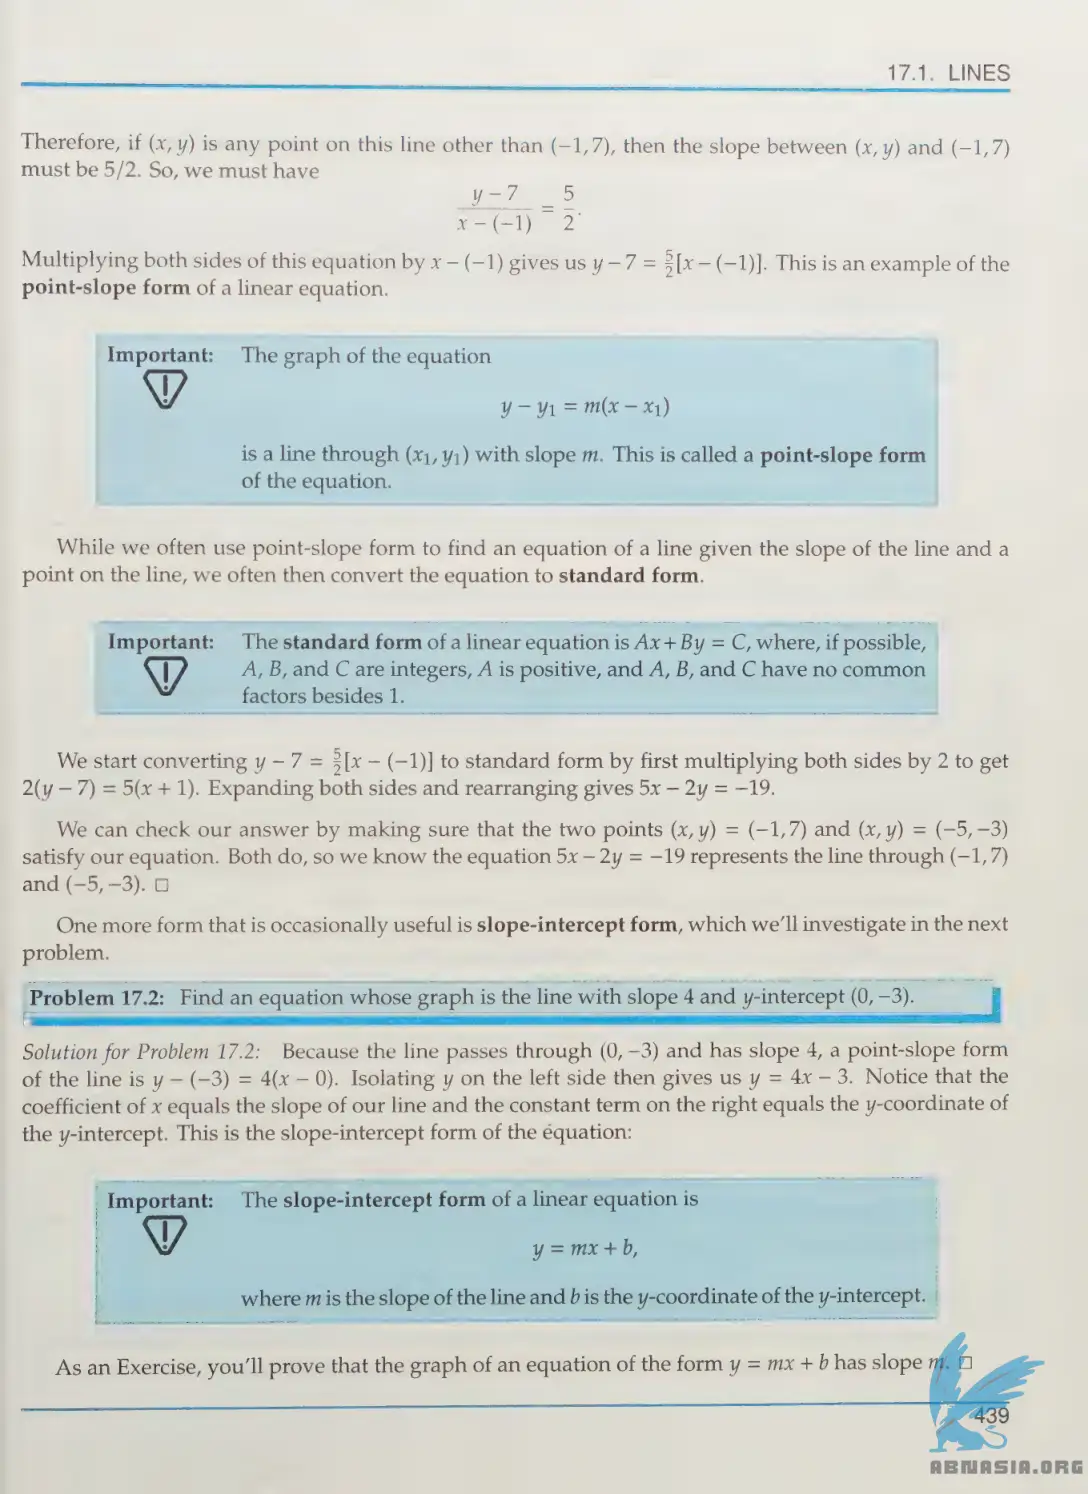 17.1. LINES
Therefore, if (x, y) is any point on this line other than (−1, 7), then the slope between (x, y) and (−1, 7)
must be 5/2. So, we must have
y − 7 / x − (−1) = 5 / 2.
Multiplying both sides of this equation by x − (−1) gives us y − 7 = 5/2[x − (−1)]. This is an example of the
point-slope form of a linear equation.
Important: The graph of the equation
y − y₁ = m(x − x₁)
is a line through (x₁, y₁) with slope m. This is called a point-slope form
of the equation.
While we often use point-slope form to find an equation of a line given the slope of the line and a
point on the line, we often then convert the equation to standard form.
Important: The standard form of a linear equation is Ax + By = C, where, if possible,
A, B, and C are integers, A is positive, and A, B, and C have no common
factors besides 1.
We start converting y − 7 = 5/2[x − (−1)] to standard form by first multiplying both sides by 2 to get
2(y − 7) = 5(x + 1). Expanding both sides and rearranging gives 5x − 2y = −19.
We can check our answer by making sure that the two points (x, y) = (−1, 7) and (x, y) = (−5, −3)
satisfy our equation. Both do, so we know the equation 5x − 2y = −19 represents the line through (−1, 7)
and (−5, −3). □
One more form that is occasionally useful is slope-intercept form, which we'll investigate in the next
problem.
Problem 17.2: Find an equation whose graph is the line with slope 4 and y-intercept (0, −3).
Solution for Problem 17.2: Because the line passes through (0, −3) and has slope 4, a point-slope form
of the line is y − (−3) = 4(x − 0). Isolating y on the left side then gives us y = 4x − 3. Notice that the
coefficient of x equals the slope of our line and the constant term on the right equals the y-coordinate of
the y-intercept. This is the slope-intercept form of the equation:
Important: The slope-intercept form of a linear equation is
y = mx + b,
where m is the slope of the line and b is the y-coordinate of the y-intercept.
As an Exercise, you'll prove that the graph of an equation of the form y = mx + b has slope m. □
439
ABNASIA.ORG